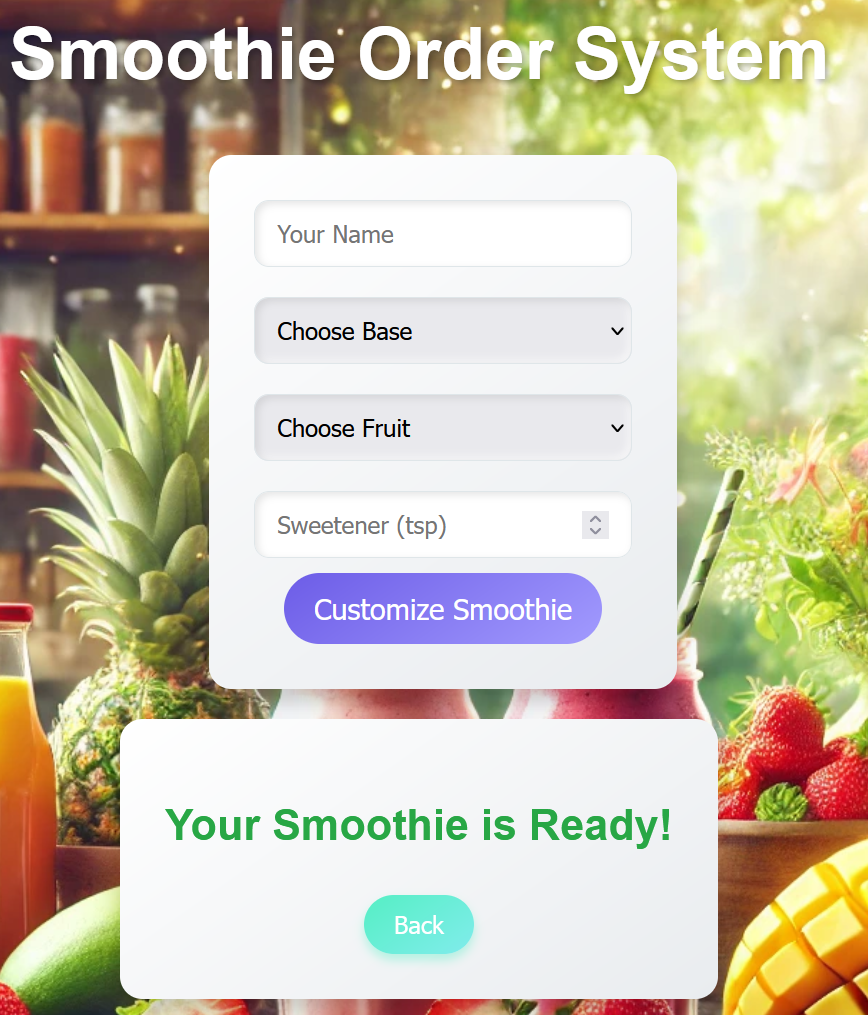 Smoothie Order System
Your Name
Choose Base
Choose Fruit
Sweetener (tsp)
Customize Smoothie
Your Smoothie is Ready!
Back